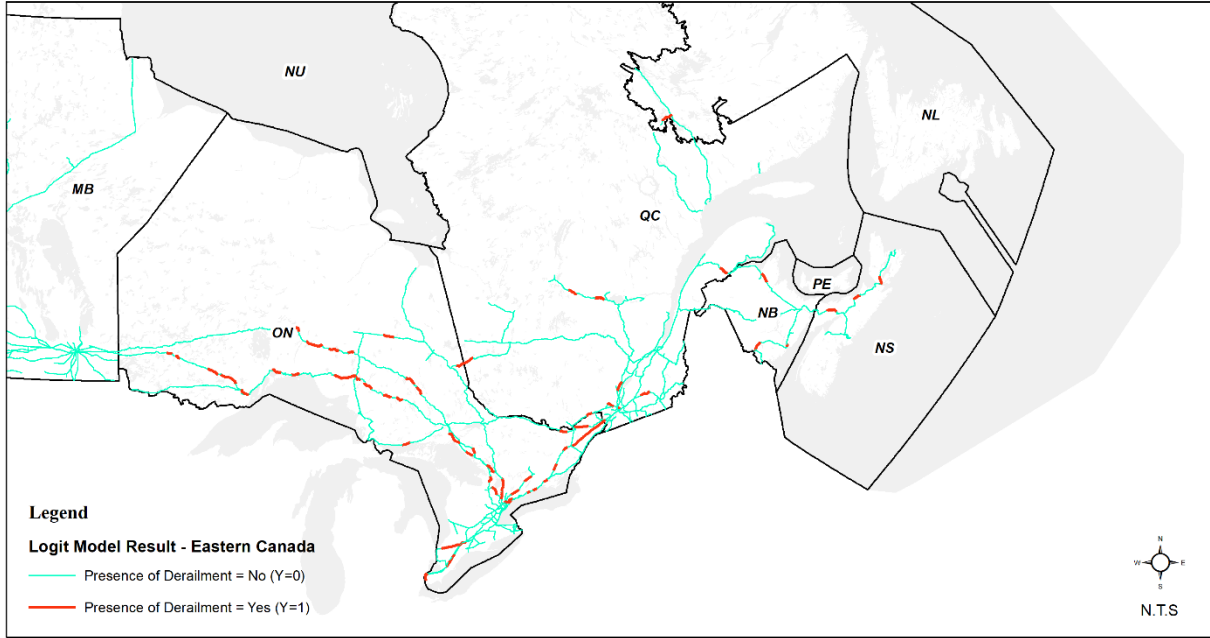 NU
NL
MB
QC
PE
NB
ON
NS
Legend
Logit Model Result - Eastern Canada
Presence of Derailment = No (Y=0)
Presence of Derailment = Yes (Y=1)
N
W E
S
N.T.S